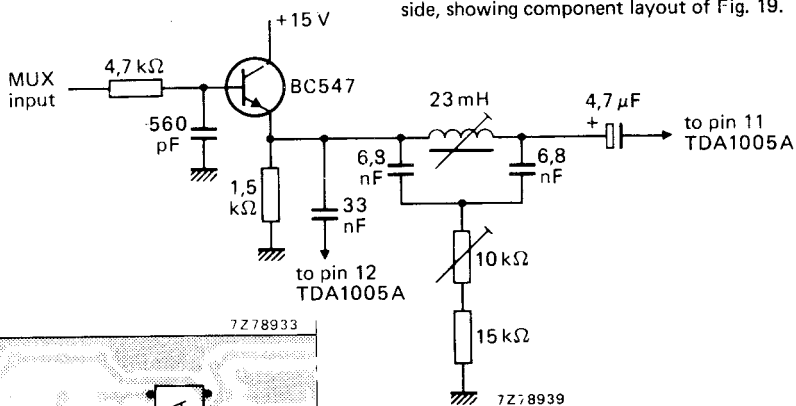 side, showing component layout of Fig. 19.
+15 V
4,7 kΩ
MUX
input
BC547
560
pF
23 mH
4,7 µF
+
to pin 11
TDA1005A
6,8
nF
6,8
nF
1,5
kΩ
33
nF
to pin 12
TDA1005A
10 kΩ
15 kΩ
7Z78933
7Z78939